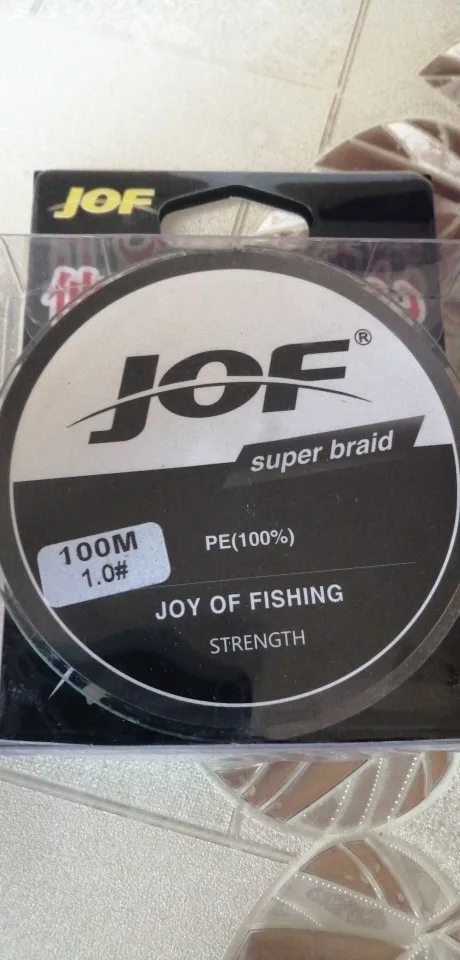 JOF
JOF®
super braid
100M
1.0#
PE(100%)
JOY OF FISHING
STRENGTH